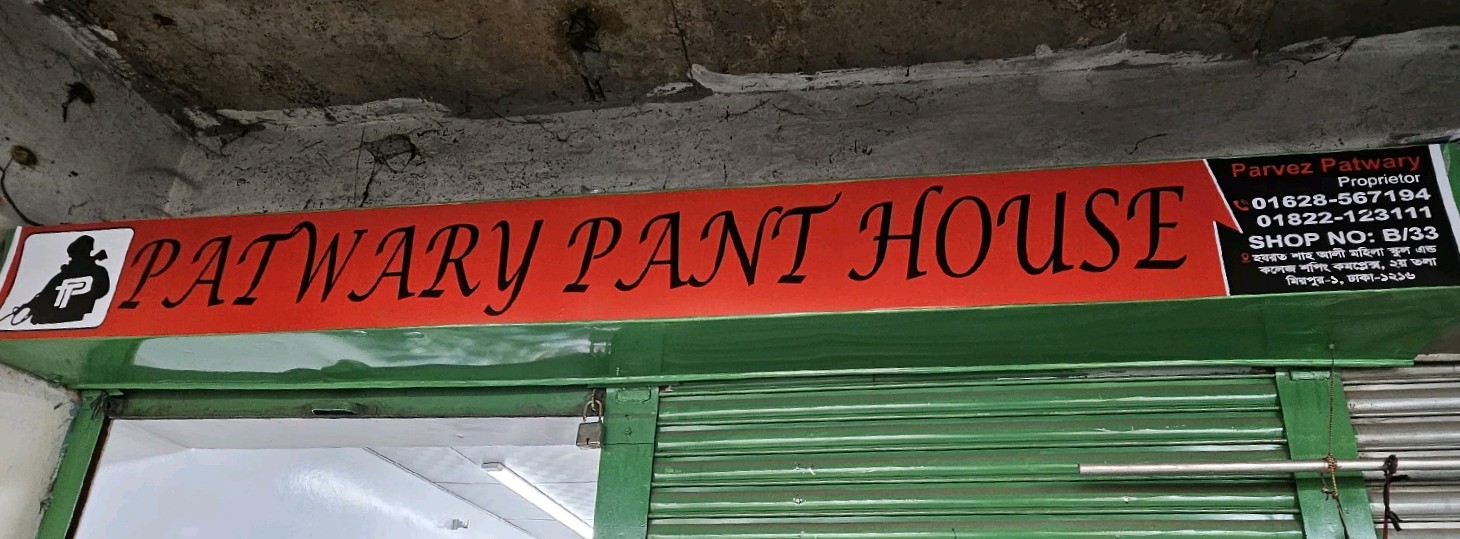 PATWARY PANT HOUSE
Parvez Patwary
Proprietor
01628-567194
01822-123111
SHOP NO: B/33
হযরত শাহ আলী মহিলা স্কুল এন্ড
কলেজ শপিং কমপ্লেক্স, ২য় তলা
মিরপুর-১, ঢাকা-১২১৬